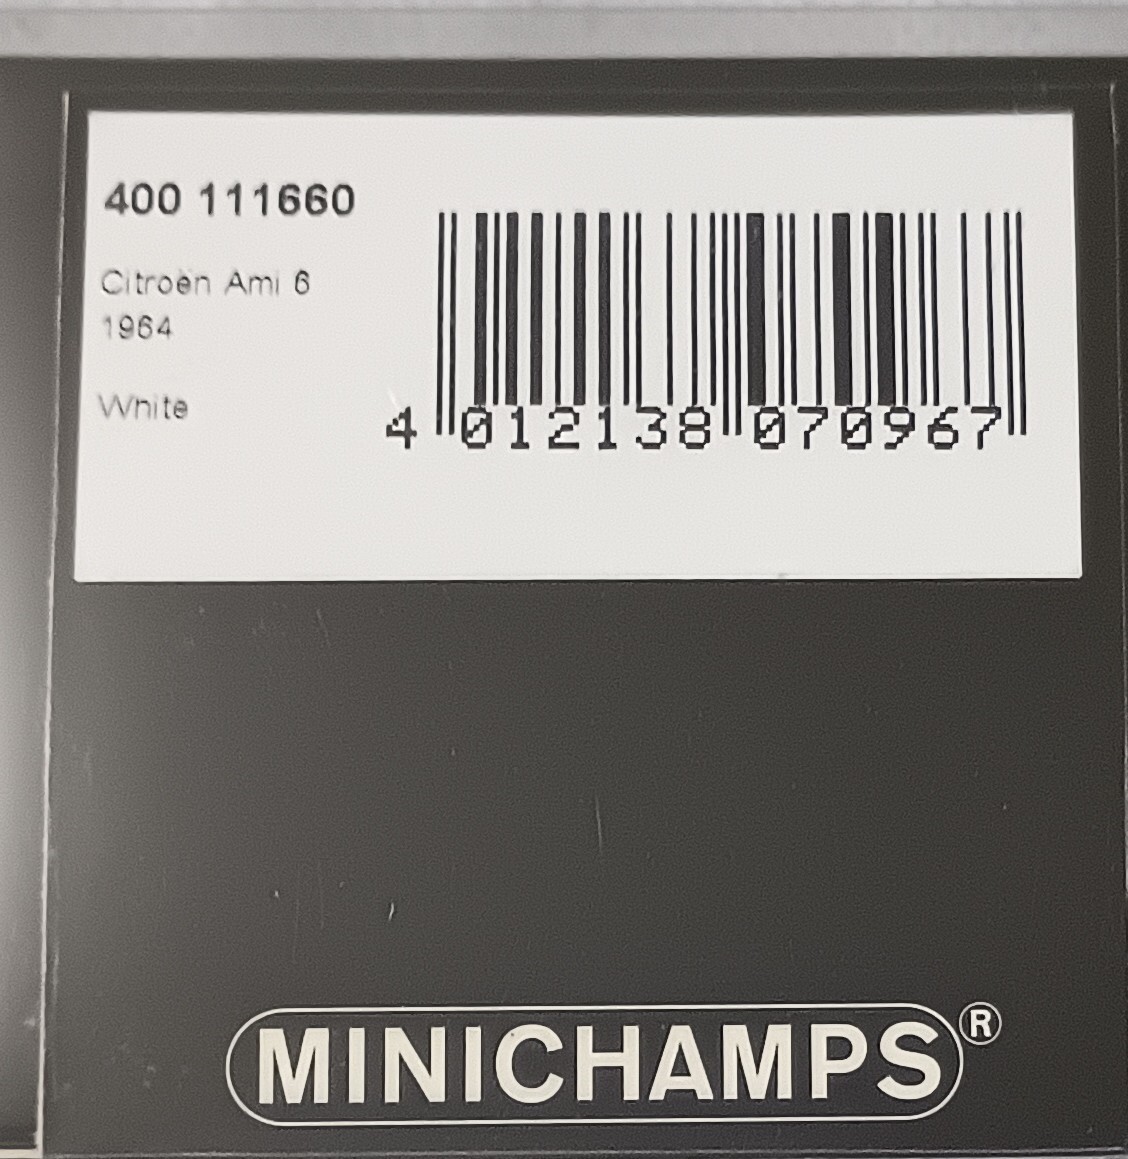 400 111660
Citroën Ami 6
1964
White
4 012138 070967
MINICHAMPS®